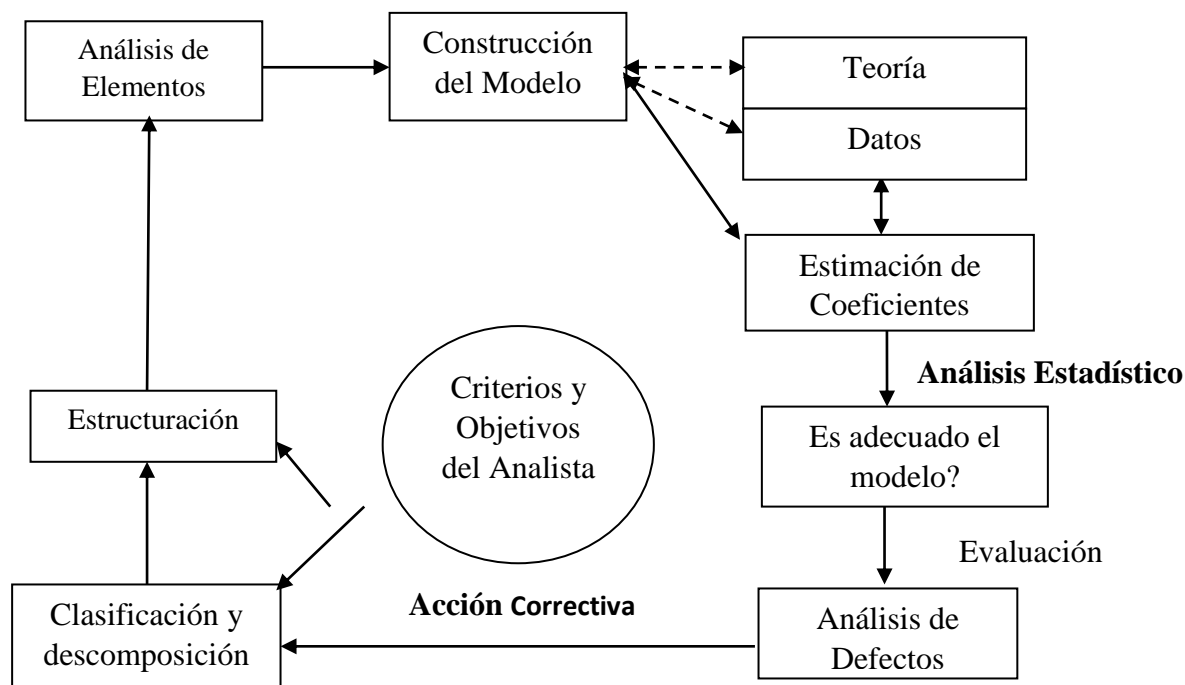 Análisis de
Elementos
Construcción
del Modelo
Teoría
Datos
Estimación de
Coeficientes
Análisis Estadístico
Criterios y
Objetivos
del Analista
Estructuración
Es adecuado el
modelo?
Evaluación
Acción Correctiva
Clasificación y
descomposición
Análisis de
Defectos